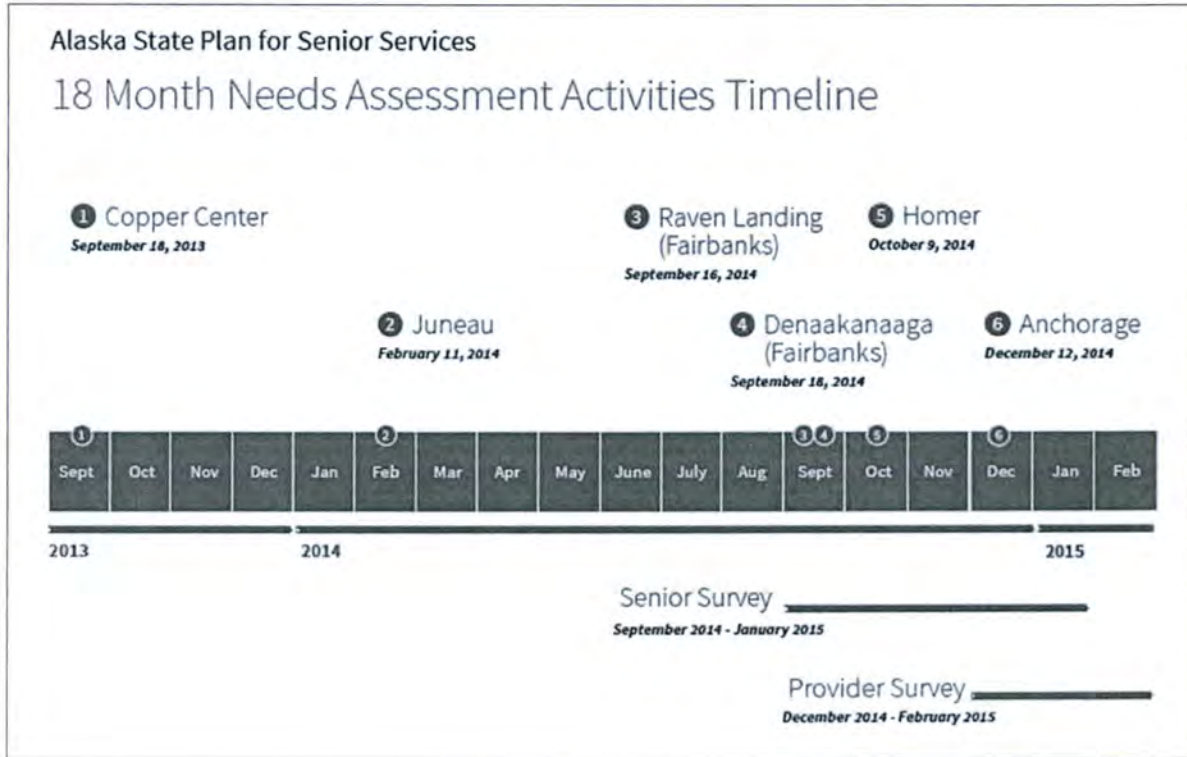 Alaska State Plan for Senior Services
18 Month Needs Assessment Activities Timeline
1 Copper Center
September 18, 2013
3 Raven Landing
(Fairbanks)
September 16, 2014
5 Homer
October 9, 2014
2 Juneau
February 11, 2014
4 Denaakanaaga
(Fairbanks)
September 18, 2014
6 Anchorage
December 12, 2014
1 2 3 4 5 6
Sept Oct Nov Dec Jan Feb Mar Apr May June July Aug Sept Oct Nov Dec Jan Feb
2013 2014 2015
Senior Survey
September 2014 - January 2015
Provider Survey
December 2014 - February 2015